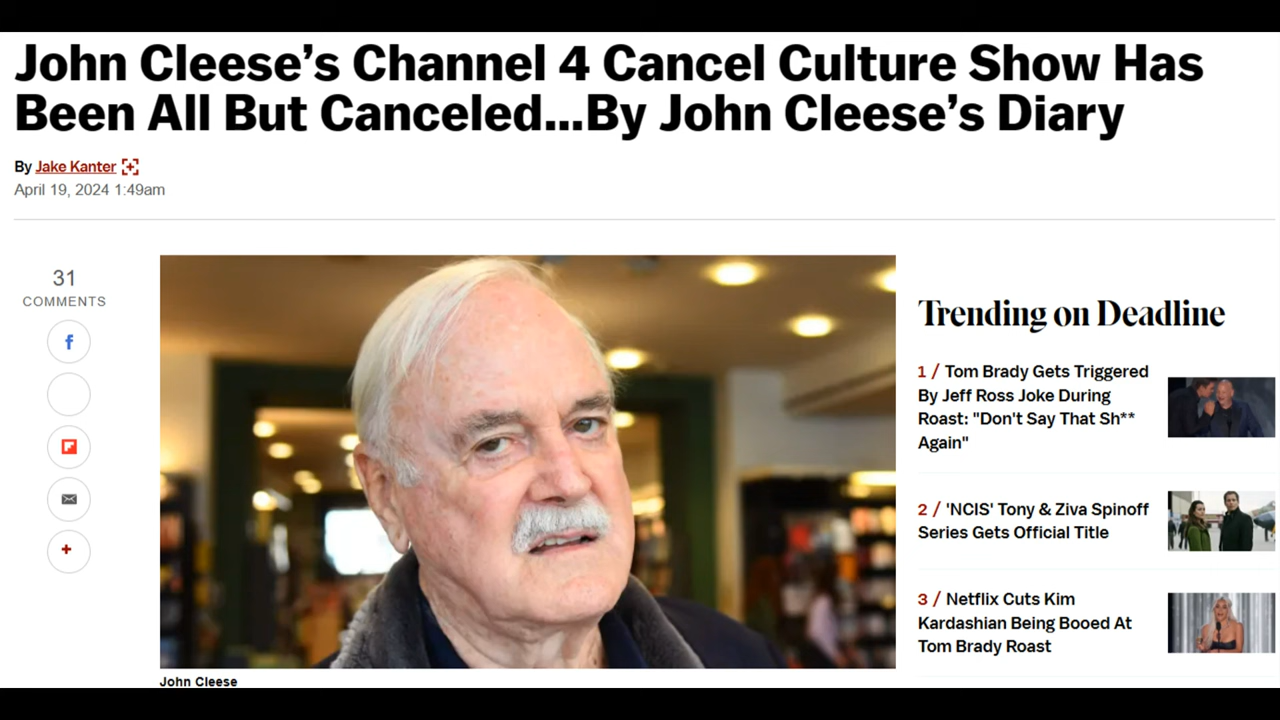 John Cleese’s Channel 4 Cancel Culture Show Has
Been All But Canceled...By John Cleese’s Diary
By Jake Kanter
April 19, 2024 1:49am
31
COMMENTS
John Cleese
Trending on Deadline
1 / Tom Brady Gets Triggered
By Jeff Ross Joke During
Roast: "Don't Say That Sh**
Again"
2 / 'NCIS' Tony & Ziva Spinoff
Series Gets Official Title
3 / Netflix Cuts Kim
Kardashian Being Booed At
Tom Brady Roast